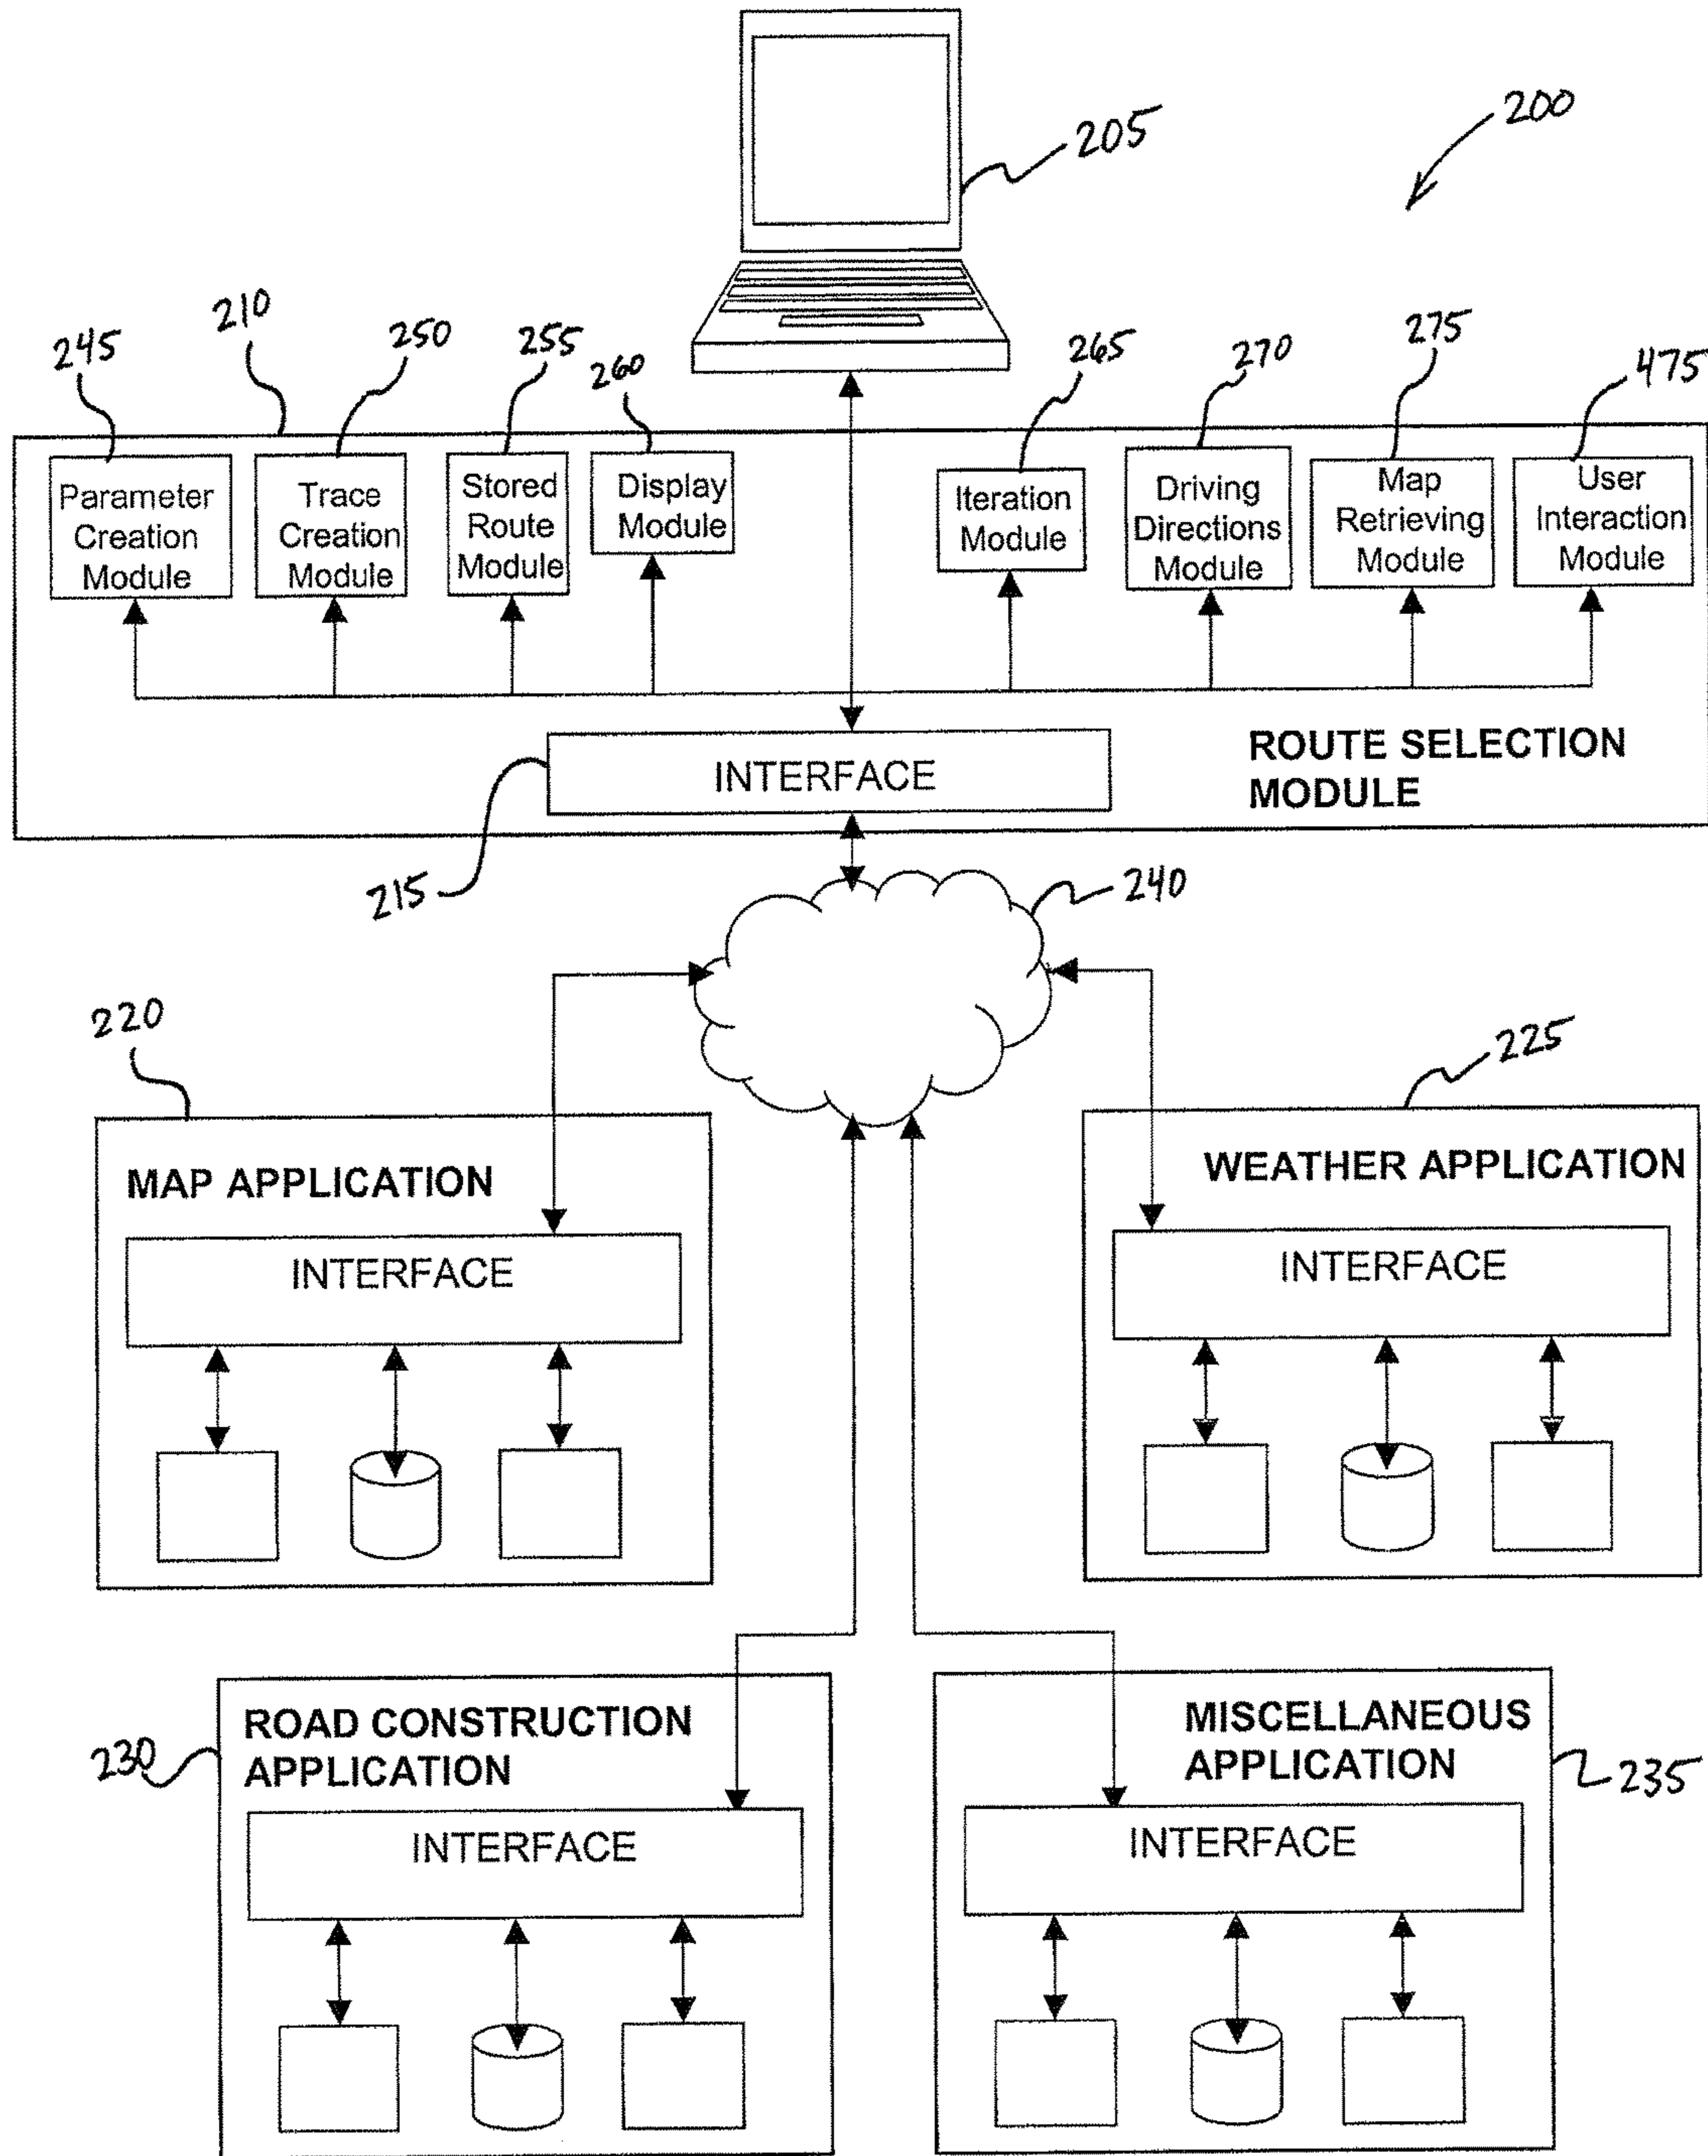 200
205
210
245
250
255
260
265
270
275
475
Parameter
Creation
Module
Trace
Creation
Module
Stored
Route
Module
Display
Module
Iteration
Module
Driving
Directions
Module
Map
Retrieving
Module
User
Interaction
Module
INTERFACE
ROUTE SELECTION
MODULE
215
240
220
225
MAP APPLICATION
INTERFACE
WEATHER APPLICATION
INTERFACE
230
ROAD CONSTRUCTION
APPLICATION
INTERFACE
MISCELLANEOUS
APPLICATION
INTERFACE
235